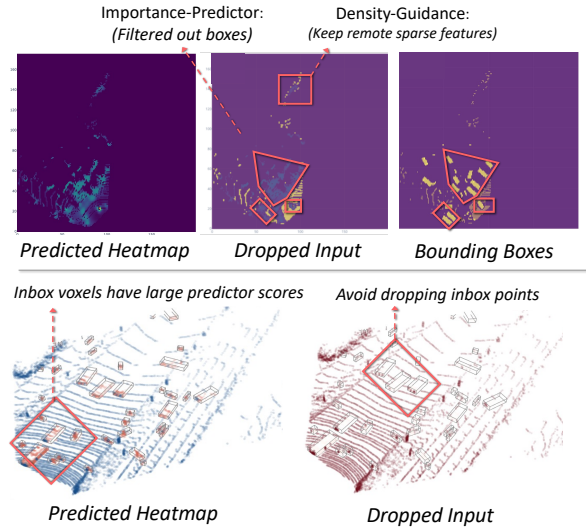 Importance-Predictor:
(Filtered out boxes)
Density-Guidance:
(Keep remote sparse features)
Predicted Heatmap
Dropped Input
Bounding Boxes
Inbox voxels have large predictor scores
Avoid dropping inbox points
Predicted Heatmap
Dropped Input